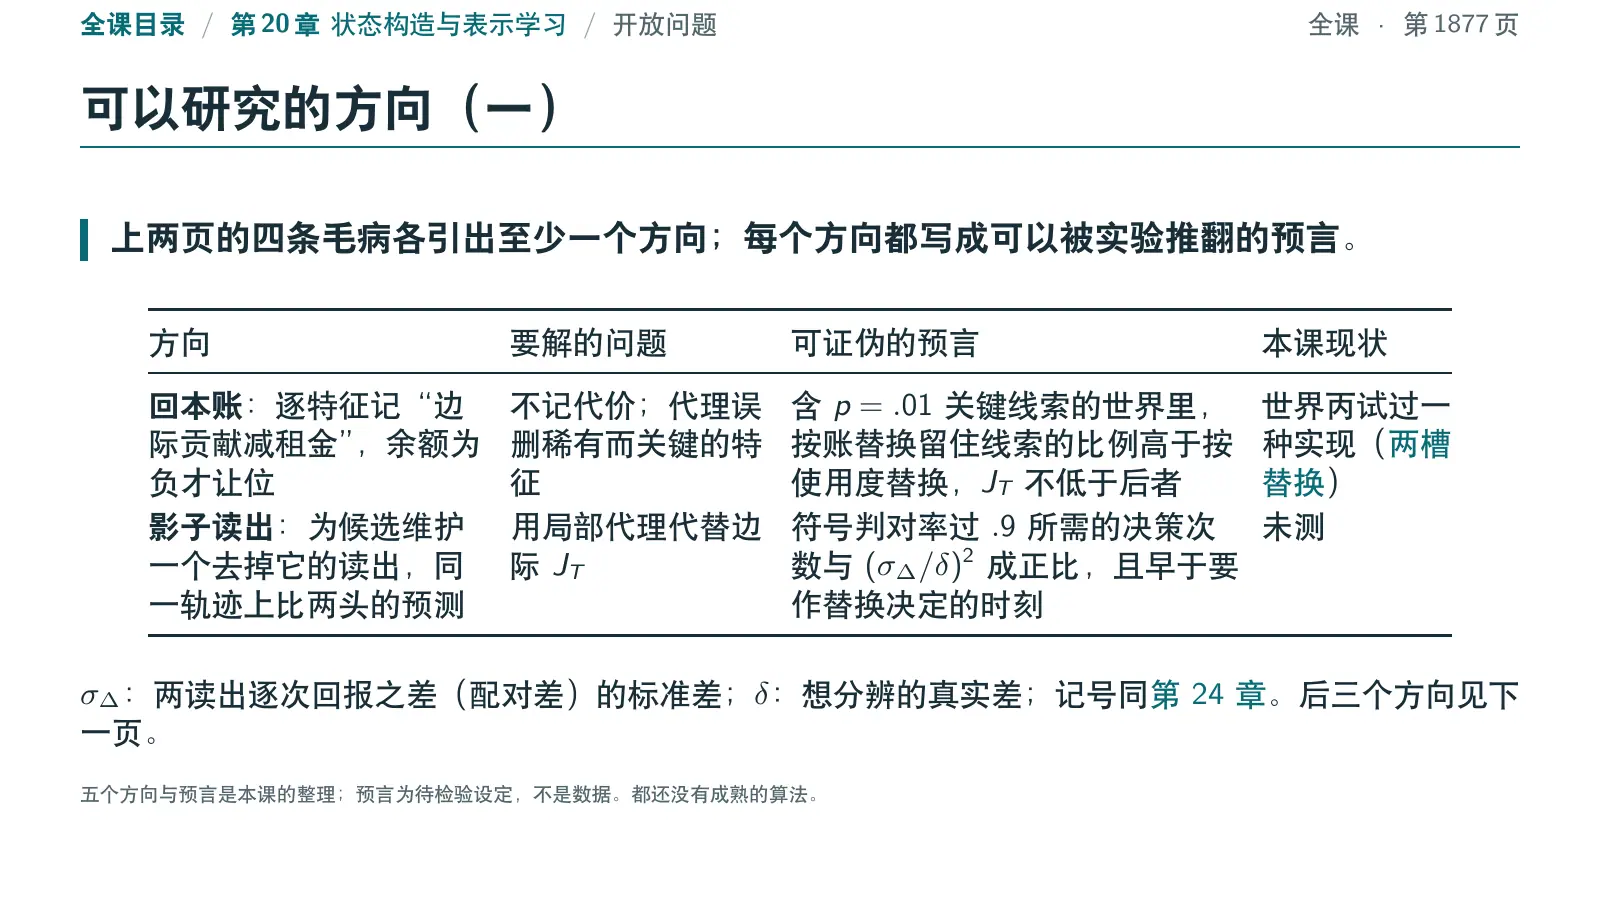 全课目录 / 第 20 章 状态构造与表示学习 / 开放问题
全课 · 第 1877 页
可以研究的方向（一）
上两页的四条毛病各引出至少一个方向；每个方向都写成可以被实验推翻的预言。
方向 要解的问题 可证伪的预言 本课现状
回本账：逐特征记“边 不记代价；代理误 含 p = .01 关键线索的世界里， 世界丙试过一
际贡献减租金”，余额为 删稀有而关键的特 按账替换留住线索的比例高于按 种实现（两槽
负才让位 征 使用度替换，J_T 不低于后者 替换）
影子读出：为候选维护 用局部代理代替边 符号判对率过 .9 所需的决策次 未测
一个去掉它的读出，同 际 J_T 数与 (σ_Δ/δ)² 成正比，且早于要
一轨迹上比两头的预测 作替换决定的时刻
σ_Δ：两读出逐次回报之差（配对差）的标准差；δ：想分辨的真实差；记号同第 24 章。后三个方向见下
一页。
五个方向与预言是本课的整理；预言为待检验设定，不是数据。都还没有成熟的算法。